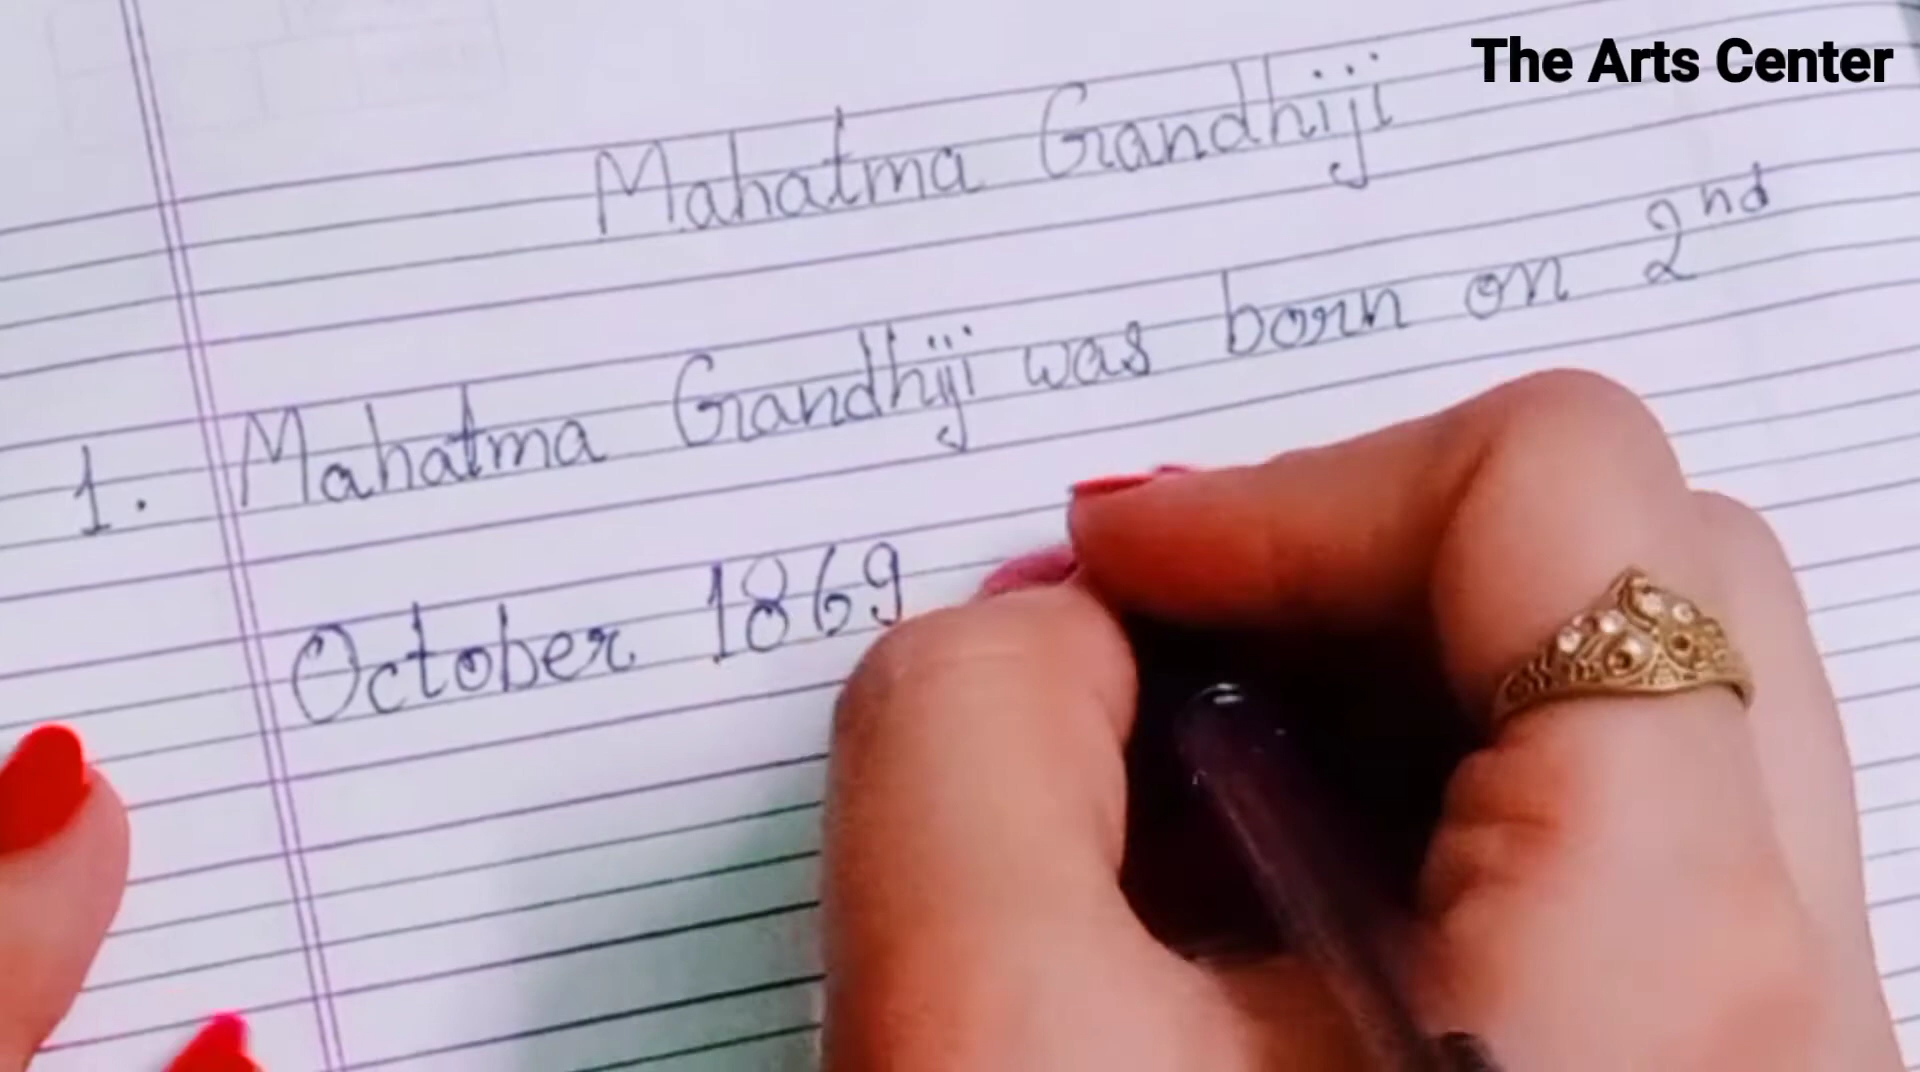 The Arts Center
Mahatma Gandhiji
1. Mahatma Gandhiji was born on 2nd
October 1869